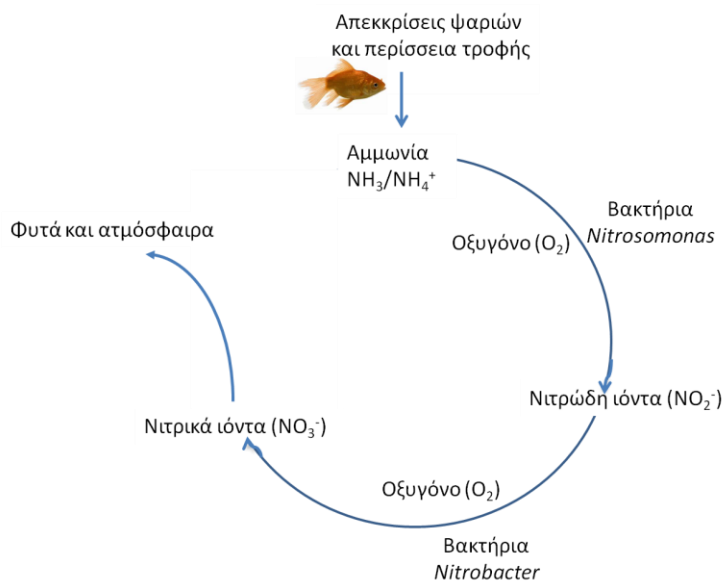 Απεκκρίσεις ψαριών
και περίσσεια τροφής
Αμμωνία
NH₃/NH₄⁺
Βακτήρια
Nitrosomonas
Οξυγόνο (O₂)
Φυτά και ατμόσφαιρα
Νιτρώδη ιόντα (NO₂⁻)
Νιτρικά ιόντα (NO₃⁻)
Οξυγόνο (O₂)
Βακτήρια
Nitrobacter